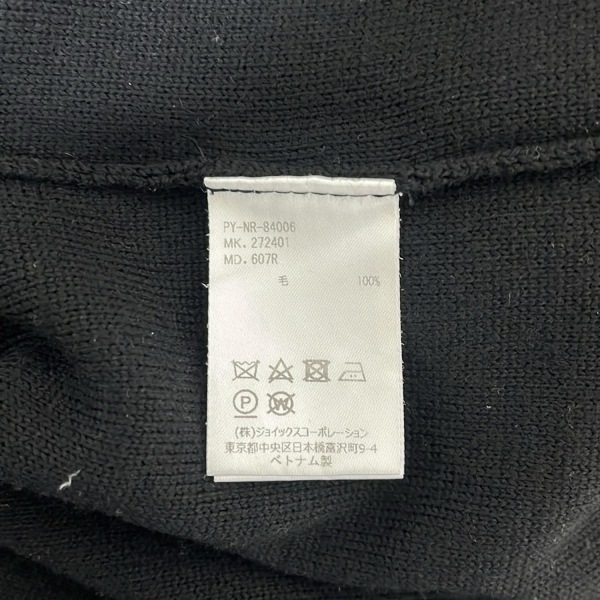 PY-NR-84006
MK. 272401
MD. 607R
毛 100%
P W
(株)ジョイックスコーポレーション
東京都中央区日本橋富沢町9-4
ベトナム製